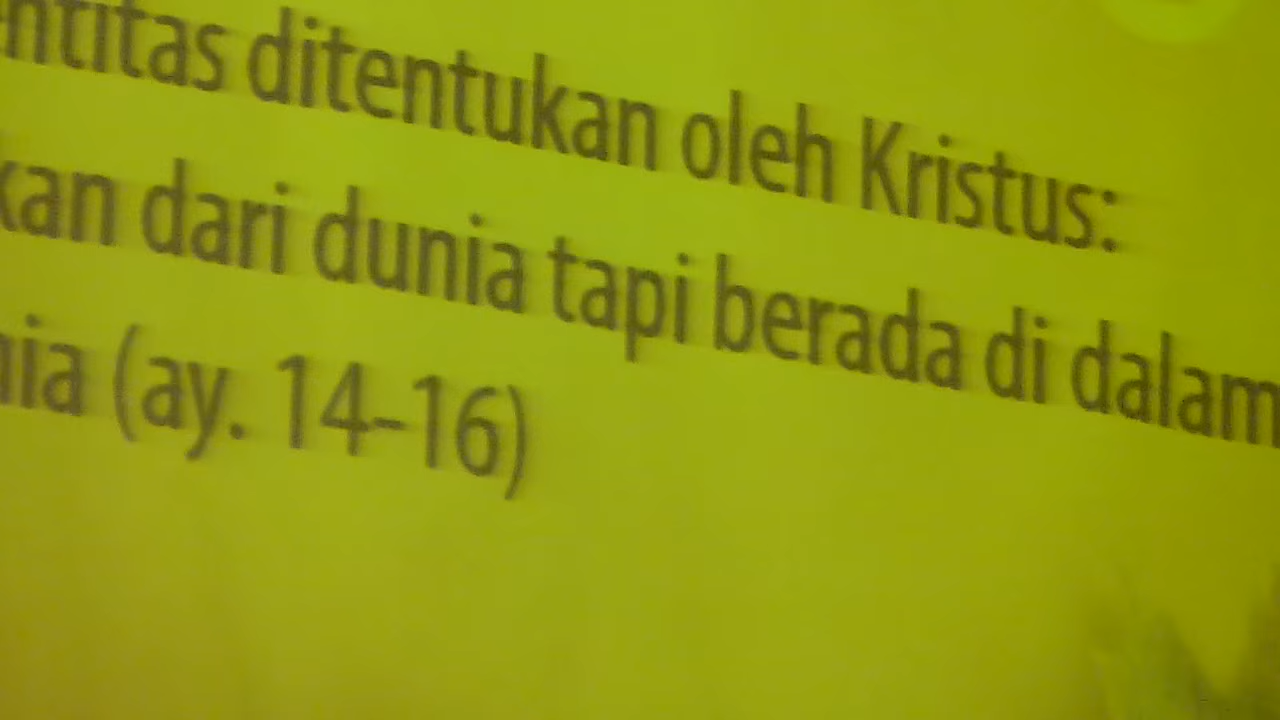 ntitas ditentukan oleh Kristus:
kan dari dunia tapi berada di dalam
nia (ay. 14-16)